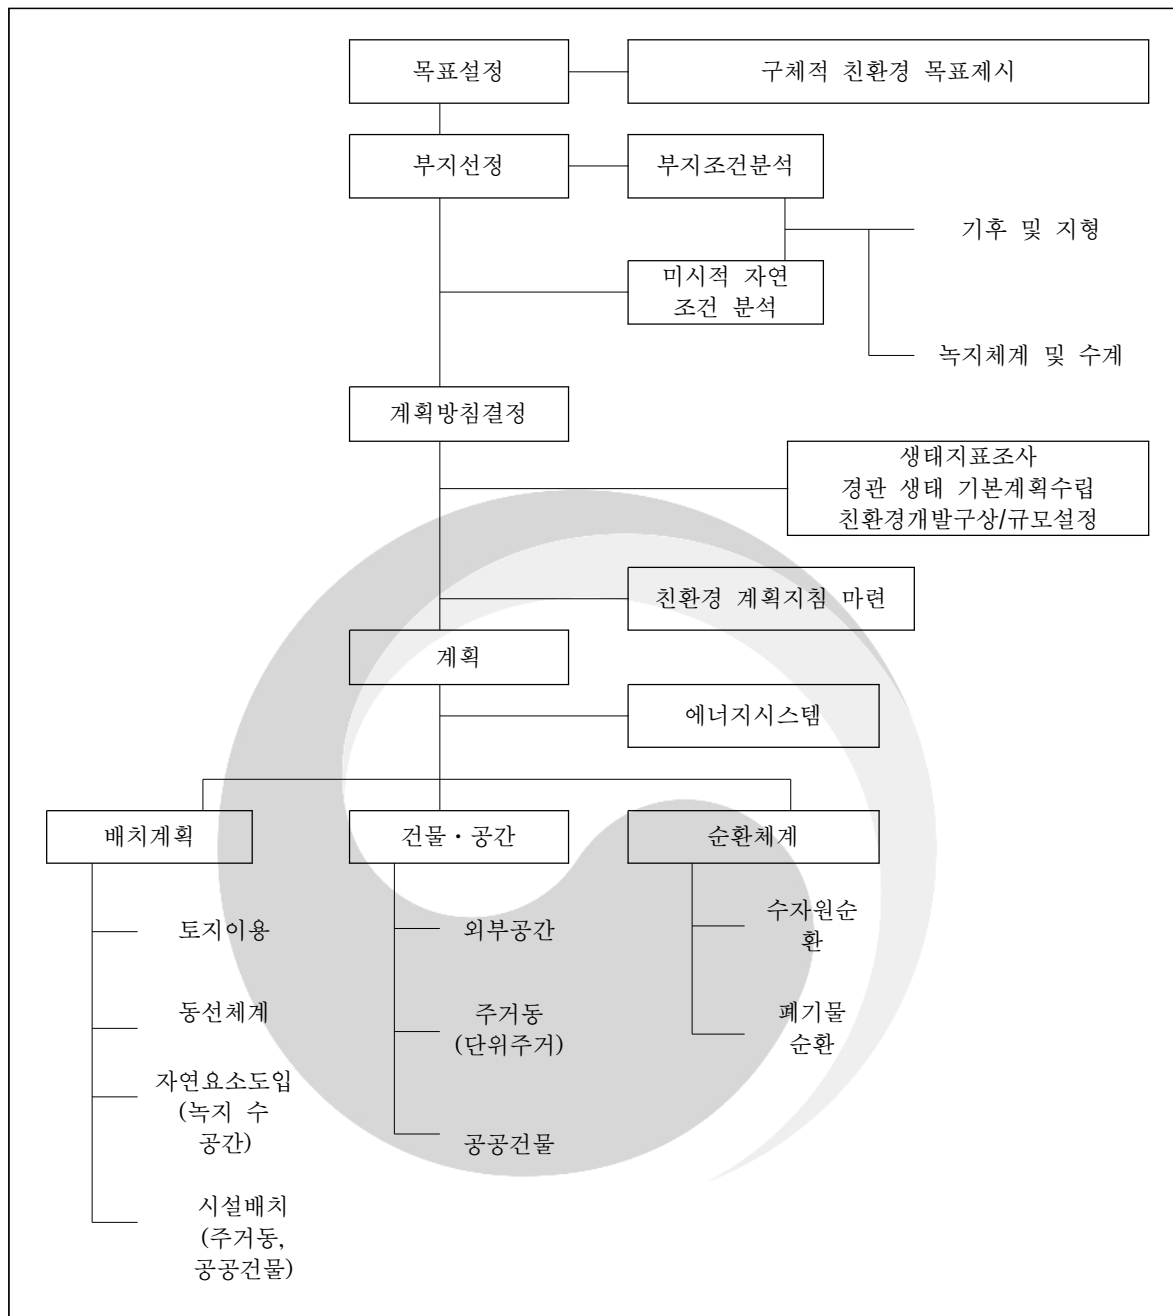 목표설정
구체적 친환경 목표제시
부지선정
부지조건분석
기후 및 지형
미시적 자연
조건 분석
녹지체계 및 수계
계획방침결정
생태지표조사
경관 생태 기본계획수립
친환경개발구상/규모설정
친환경 계획지침 마련
계획
에너지시스템
배치계획
건물·공간
순환체계
토지이용
동선체계
자연요소도입
(녹지 수
공간)
시설배치
(주거동,
공공건물)
외부공간
주거동
(단위주거)
공공건물
수자원순
환
폐기물
순환